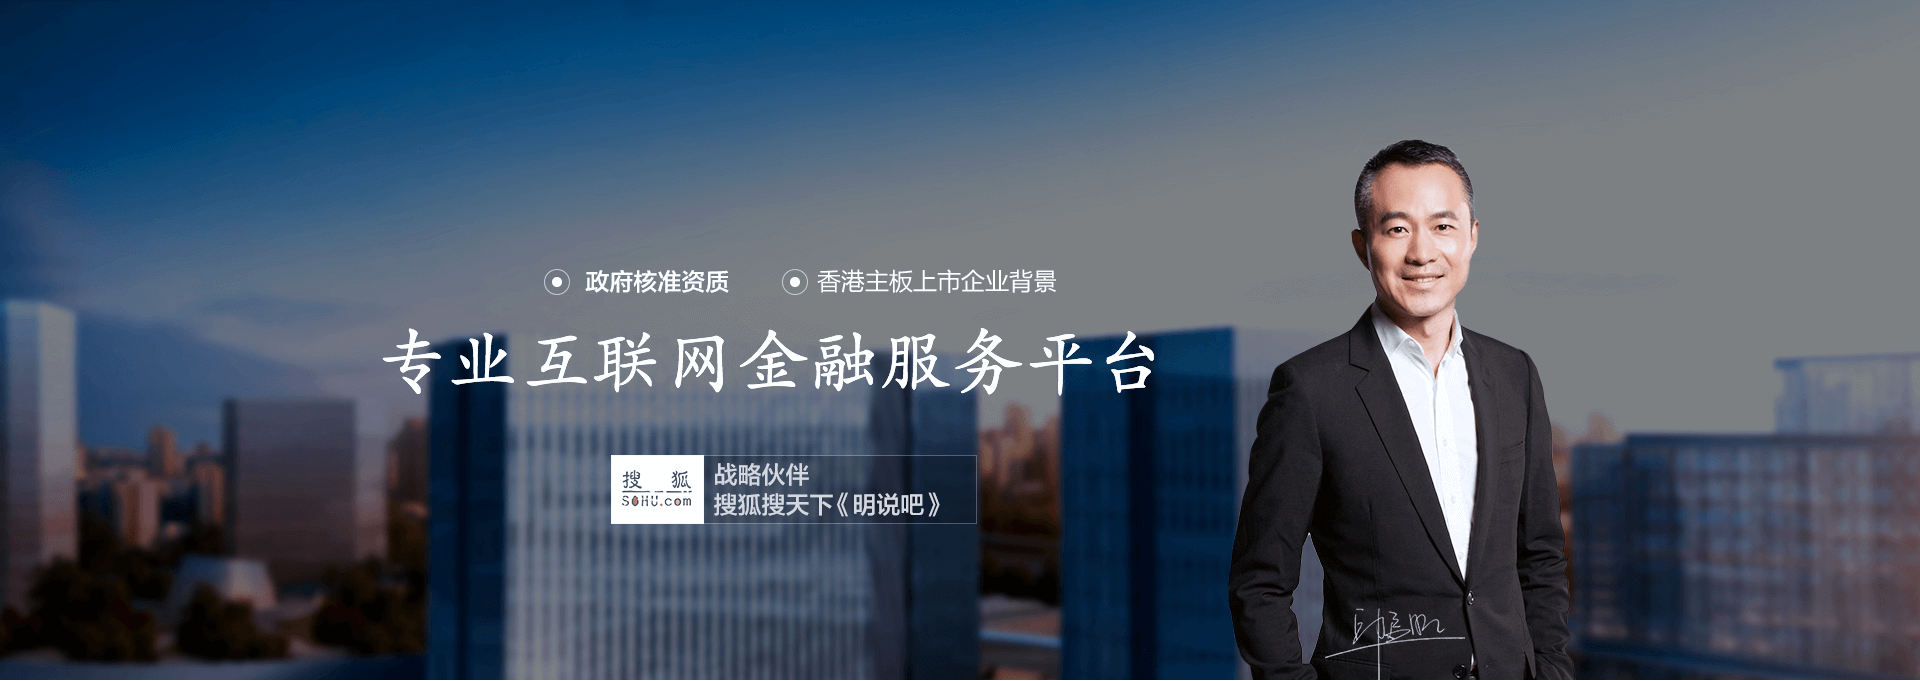 政府核准资质
香港主板上市企业背景
专业互联网金融服务平台
搜狐
SOHU.com
战略伙伴
搜狐搜天下《明说吧》